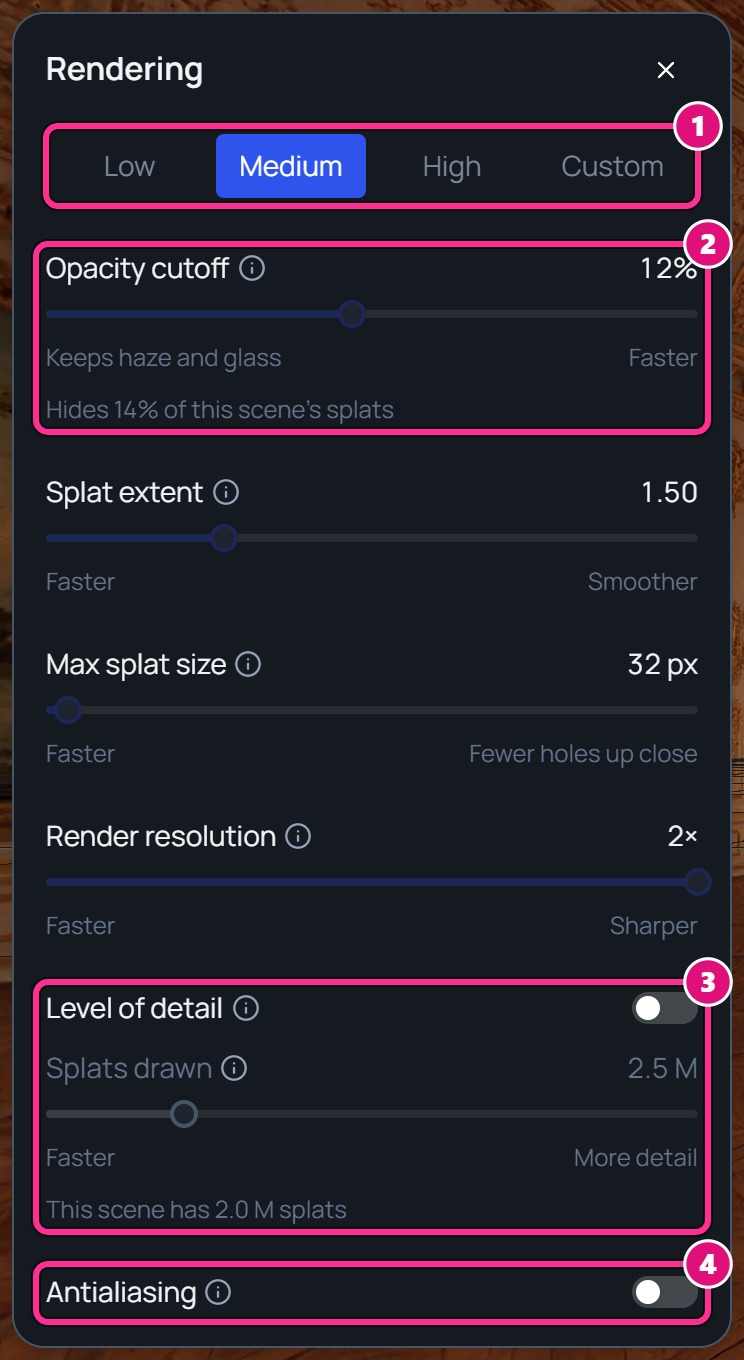 Rendering
1
Low Medium High Custom
2
Opacity cutoff 12%
Keeps haze and glass Faster
Hides 14% of this scene's splats
Splat extent 1.50
Faster Smoother
Max splat size 32 px
Faster Fewer holes up close
Render resolution 2×
Faster Sharper
3
Level of detail
Splats drawn 2.5 M
Faster More detail
This scene has 2.0 M splats
4
Antialiasing